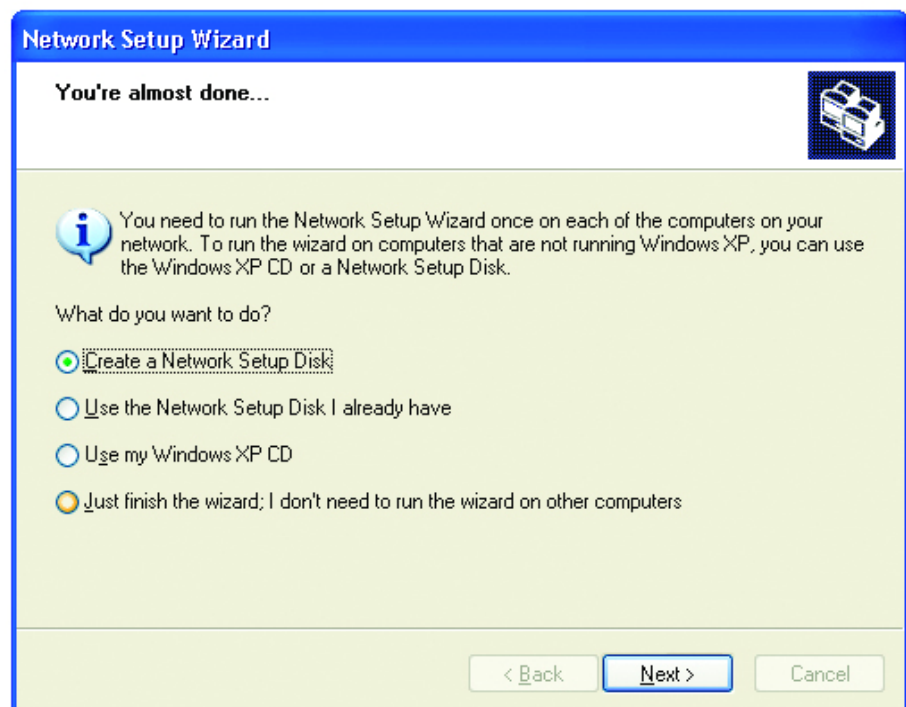 Network Setup Wizard
You're almost done...
You need to run the Network Setup Wizard once on each of the computers on your
network. To run the wizard on computers that are not running Windows XP, you can use
the Windows XP CD or a Network Setup Disk.
What do you want to do?
Create a Network Setup Disk
Use the Network Setup Disk I already have
Use my Windows XP CD
Just finish the wizard; I don't need to run the wizard on other computers
< Back
Next >
Cancel